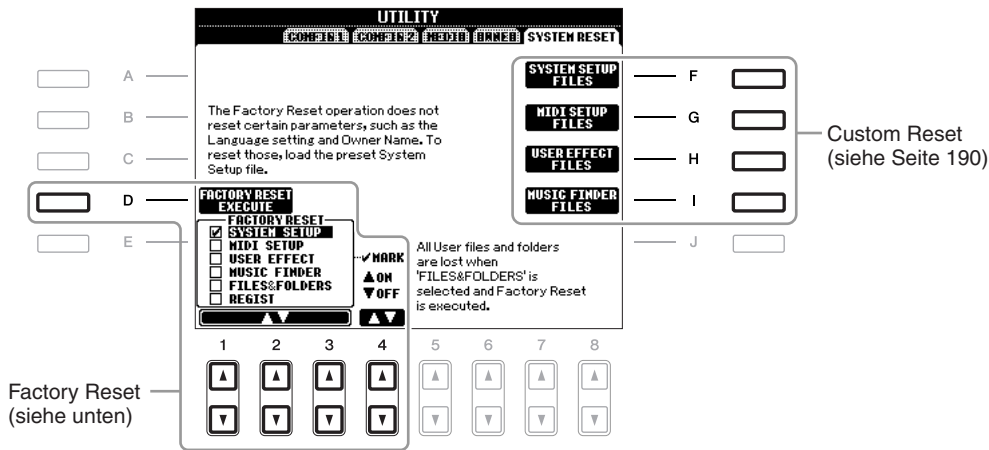 UTILITY
CONFIG 1 CONFIG 2 MEDIA OWNER SYSTEM RESET
A
B
C
D
E
The Factory Reset operation does not
reset certain parameters, such as the
Language setting and Owner Name. To
reset those, load the preset System
Setup file.
FACTORY RESET
EXECUTE
FACTORY RESET
SYSTEM SETUP
MIDI SETUP
USER EFFECT
MUSIC FINDER
FILES&FOLDERS
REGIST
MARK
▲ON
▼OFF
All User files and folders
are lost when
'FILES&FOLDERS' is
selected and Factory Reset
is executed.
SYSTEM SETUP
FILES
MIDI SETUP
FILES
USER EFFECT
FILES
MUSIC FINDER
FILES
F
G
H
I
J
Custom Reset
(siehe Seite 190)
1 2 3 4 5 6 7 8
Factory Reset
(siehe unten)